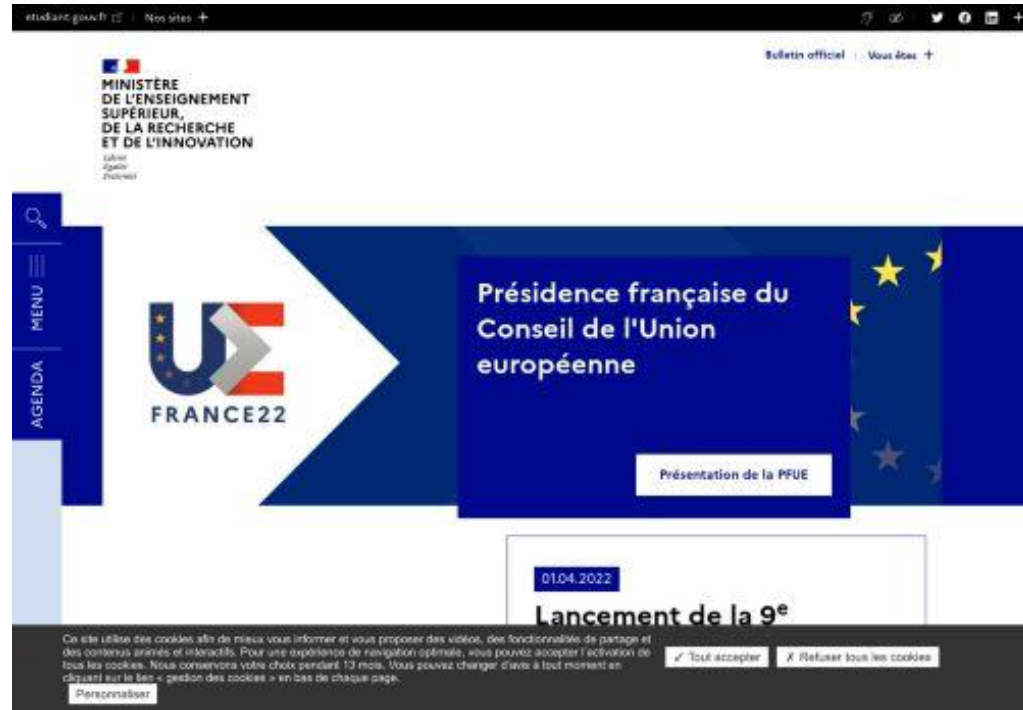 etudiant.gouv.fr | Nos sites +
Bulletin officiel | Vous êtes +
MINISTÈRE
DE L'ENSEIGNEMENT
SUPÉRIEUR,
DE LA RECHERCHE
ET DE L'INNOVATION
Liberté
Égalité
Fraternité
MENU
AGENDA
UE
FRANCE22
Présidence française du
Conseil de l'Union
européenne
Présentation de la PFUE
01.04.2022
Lancement de la 9e
Ce site utilise des cookies afin de mieux vous informer et vous proposer des vidéos, des fonctionnalités de partage et
des contenus animés et interactifs. Pour une expérience de navigation optimale, vous pouvez accepter l'activation de
tous les cookies. Nous conservons votre choix pendant 13 mois. Vous pouvez changer d'avis à tout moment en
cliquant sur le lien « gestion des cookies » en bas de chaque page.
✓ Tout accepter
✗ Refuser tous les cookies
Personnaliser